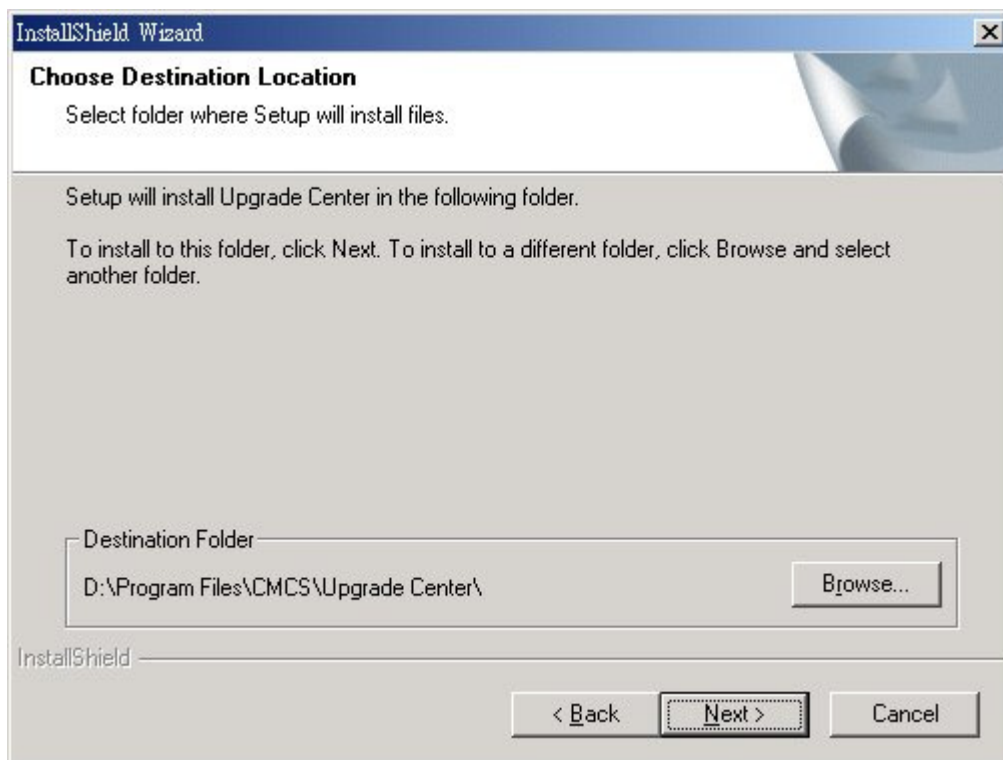 InstallShield Wizard
Choose Destination Location
Select folder where Setup will install files.
Setup will install Upgrade Center in the following folder.
To install to this folder, click Next. To install to a different folder, click Browse and select
another folder.
Destination Folder
D:\Program Files\CMCS\Upgrade Center\
Browse...
InstallShield
< Back
Next >
Cancel